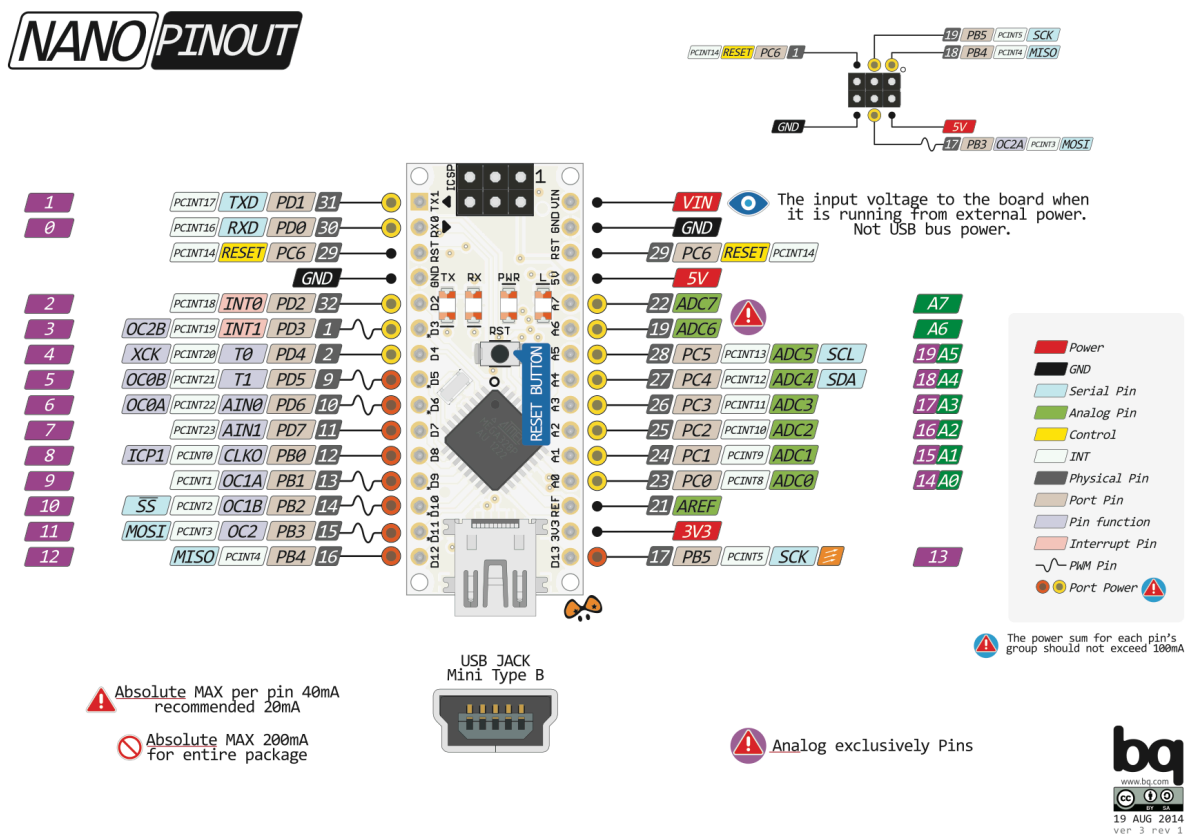 NANO PINOUT
PCINT14 RESET PC6 1
19 PB5 PCINT5 SCK
18 PB4 PCINT4 MISO
GND
5V
17 PB3 OC2A PCINT3 MOSI
1 PCINT17 TXD PD1 31
0 PCINT16 RXD PD0 30
PCINT14 RESET PC6 29
GND
2 PCINT18 INT0 PD2 32
3 OC2B PCINT19 INT1 PD3 1
4 XCK PCINT20 T0 PD4 2
5 OC0B PCINT21 T1 PD5 9
6 OC0A PCINT22 AIN0 PD6 10
7 PCINT23 AIN1 PD7 11
8 ICP1 PCINT0 CLKO PB0 12
9 PCINT1 OC1A PB1 13
10 SS PCINT2 OC1B PB2 14
11 MOSI PCINT3 OC2 PB3 15
12 MISO PCINT4 PB4 16
ICSP
1
TX1
RX0
RST
GND
D2
D3
D4
D5
D6
D7
D8
D9
D10
D11
D12
TX RX PWR L
RST
RESET BUTTON
VIN
GND
RST
5V
A7
A6
A5
A4
A3
A2
A1
A0
REF
3V3
D13
VIN
The input voltage to the board when
it is running from external power.
Not USB bus power.
GND
29 PC6 RESET PCINT14
5V
22 ADC7 A7
19 ADC6 A6
28 PC5 PCINT13 ADC5 SCL 19 A5
27 PC4 PCINT12 ADC4 SDA 18 A4
26 PC3 PCINT11 ADC3 17 A3
25 PC2 PCINT10 ADC2 16 A2
24 PC1 PCINT9 ADC1 15 A1
23 PC0 PCINT8 ADC0 14 A0
21 AREF
3V3
17 PB5 PCINT5 SCK 13
Power
GND
Serial Pin
Analog Pin
Control
INT
Physical Pin
Port Pin
Pin function
Interrupt Pin
PWM Pin
Port Power
The power sum for each pin's
group should not exceed 100mA
USB JACK
Mini Type B
Absolute MAX per pin 40mA
recommended 20mA
Absolute MAX 200mA
for entire package
Analog exclusively Pins
bq
www.bq.com
cc BY SA
19 AUG 2014
ver 3 rev 1